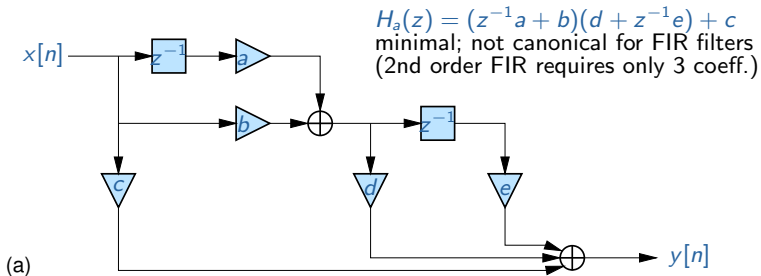 H_a(z) = (z^{-1}a + b)(d + z^{-1}e) + c
minimal; not canonical for FIR filters
(2nd order FIR requires only 3 coeff.)
x[n]
z^{-1}
a
b
z^{-1}
c
d
e
(a)
y[n]